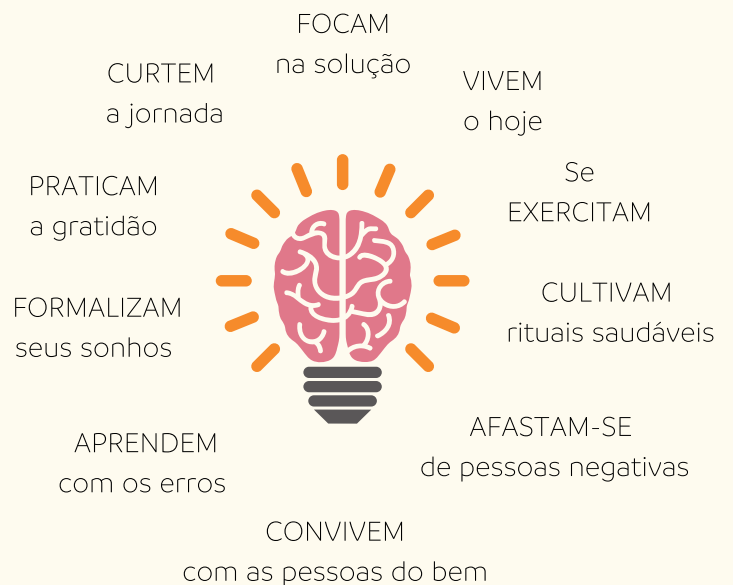 FOCAM
na solução
CURTEM
a jornada
VIVEM
o hoje
PRATICAM
a gratidão
Se
EXERCITAM
FORMALIZAM
seus sonhos
CULTIVAM
rituais saudáveis
APRENDEM
com os erros
AFASTAM-SE
de pessoas negativas
CONVIVEM
com as pessoas do bem